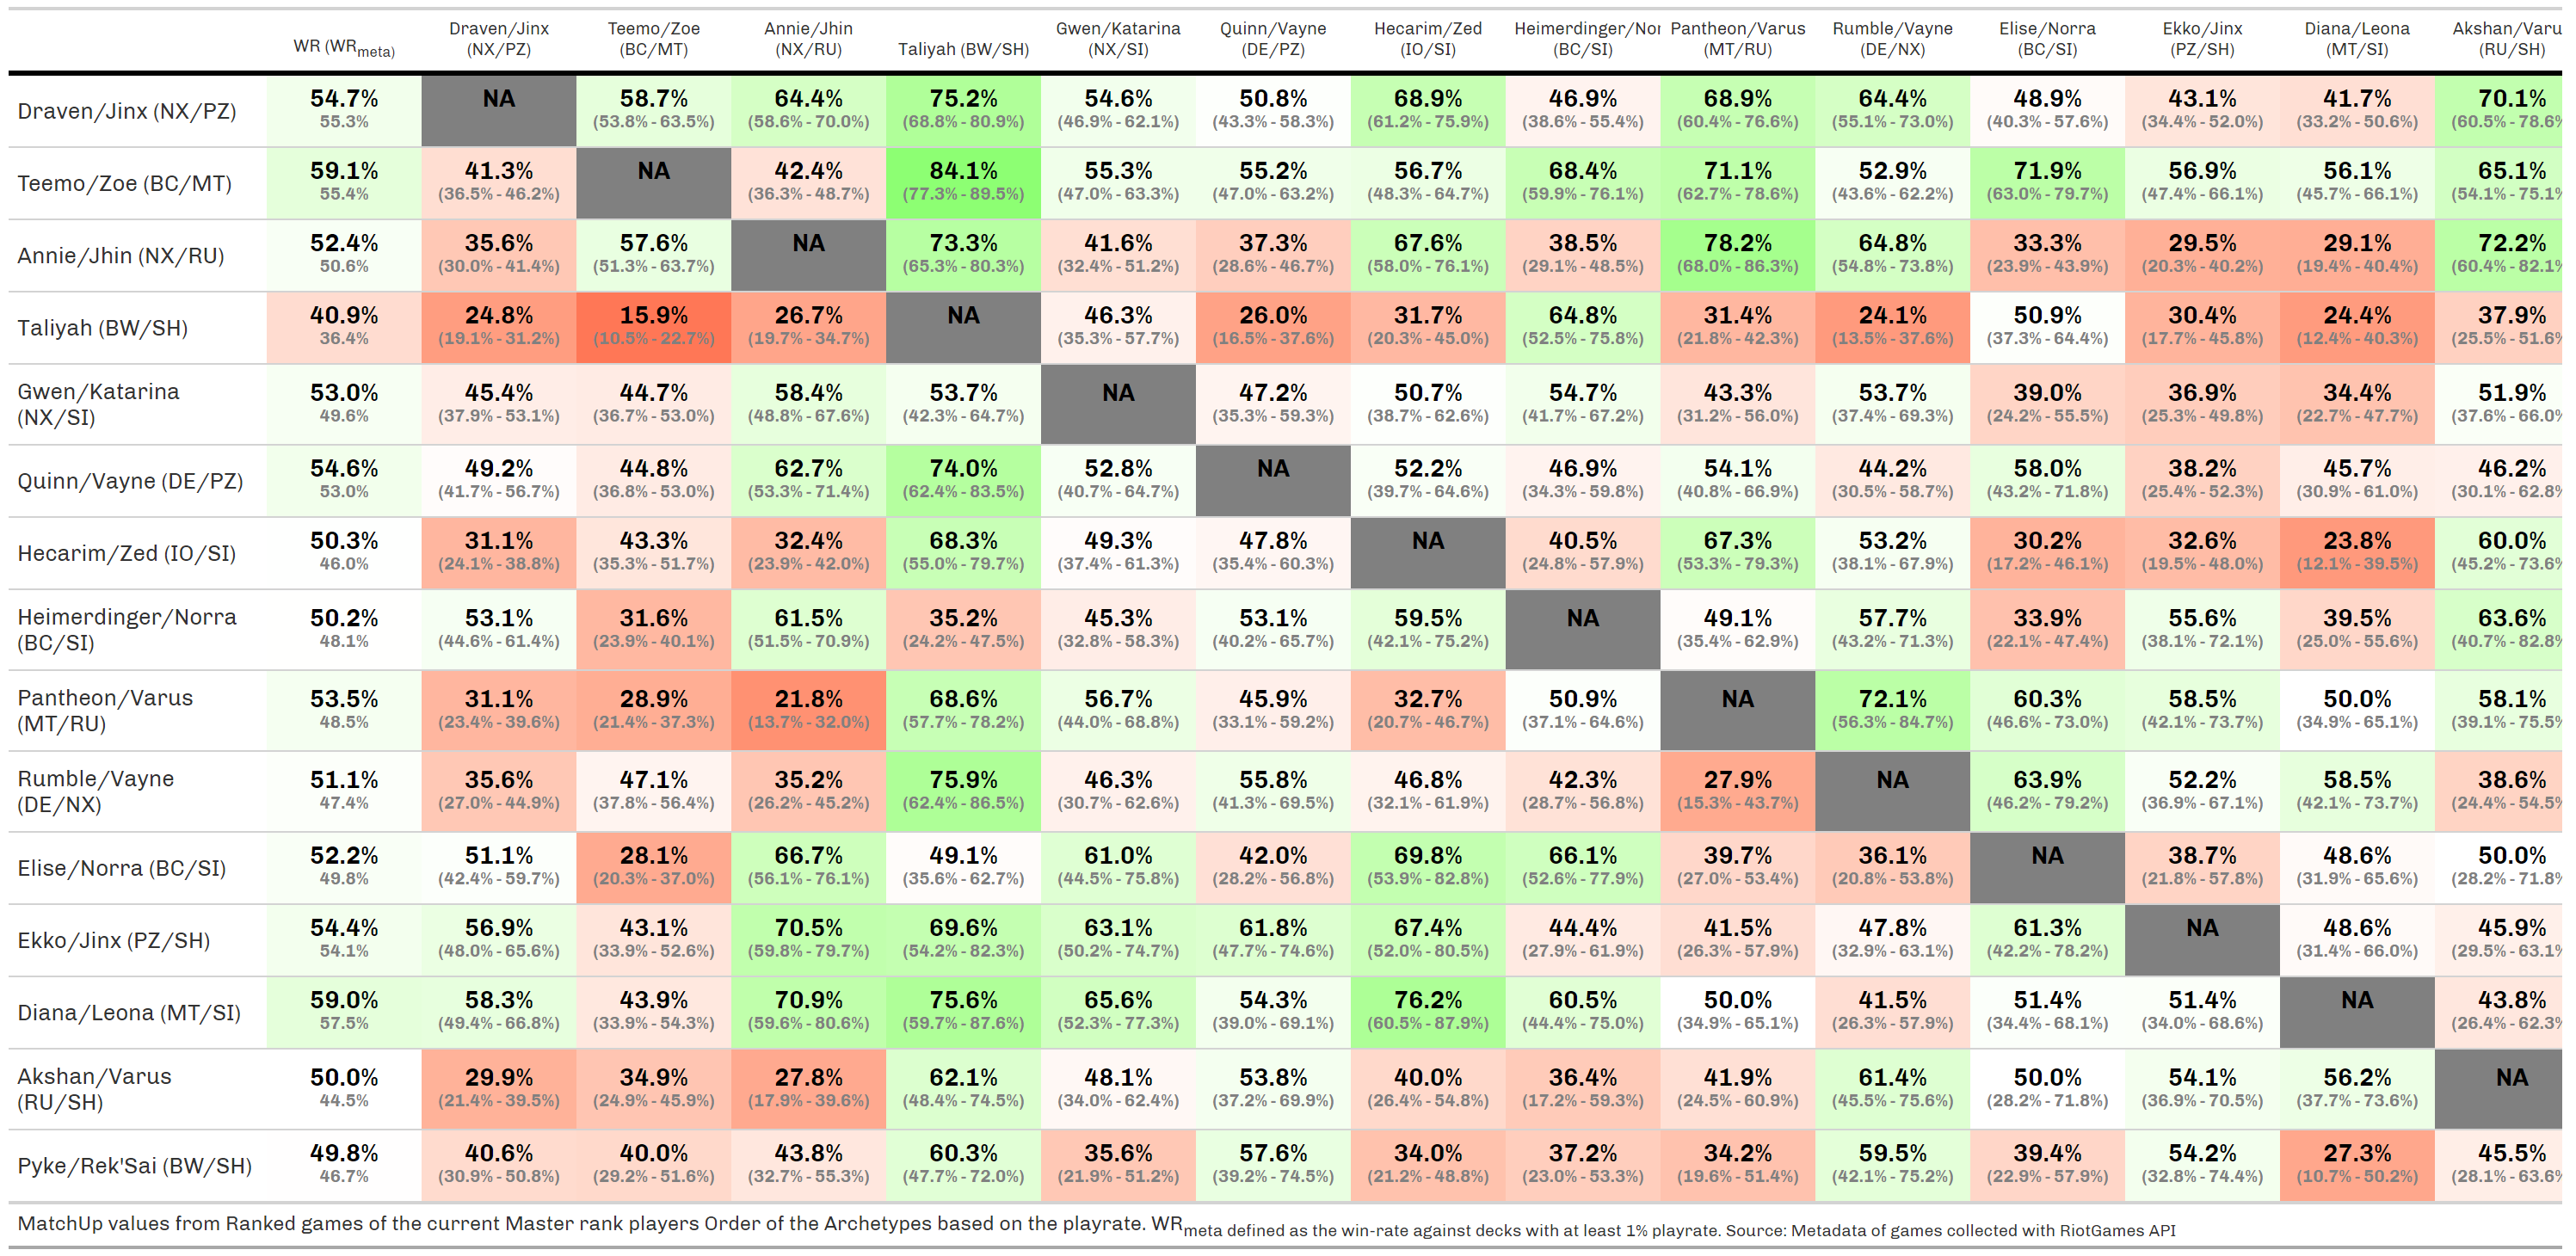 WR (WRmeta) Draven/Jinx (NX/PZ) Teemo/Zoe (BC/MT) Annie/Jhin (NX/RU) Taliyah (BW/SH) Gwen/Katarina (NX/SI) Quinn/Vayne (DE/PZ) Hecarim/Zed (IO/SI) Heimerdinger/Nor (BC/SI) Pantheon/Varus (MT/RU) Rumble/Vayne (DE/NX) Elise/Norra (BC/SI) Ekko/Jinx (PZ/SH) Diana/Leona (MT/SI) Akshan/Varu (RU/SH)
Draven/Jinx (NX/PZ) 54.7% NA 58.7% 64.4% 75.2% 54.6% 50.8% 68.9% 46.9% 68.9% 64.4% 48.9% 43.1% 41.7% 70.1%
55.3% (53.8% - 63.5%) (58.6% - 70.0%) (68.8% - 80.9%) (46.9% - 62.1%) (43.3% - 58.3%) (61.2% - 75.9%) (38.6% - 55.4%) (60.4% - 76.6%) (55.1% - 73.0%) (40.3% - 57.6%) (34.4% - 52.0%) (33.2% - 50.6%) (60.5% - 78.6%
Teemo/Zoe (BC/MT) 59.1% 41.3% NA 42.4% 84.1% 55.3% 55.2% 56.7% 68.4% 71.1% 52.9% 71.9% 56.9% 56.1% 65.1%
55.4% (36.5% - 46.2%) (36.3% - 48.7%) (77.3% - 89.5%) (47.0% - 63.3%) (47.0% - 63.2%) (48.3% - 64.7%) (59.9% - 76.1%) (62.7% - 78.6%) (43.6% - 62.2%) (63.0% - 79.7%) (47.4% - 66.1%) (45.7% - 66.1%) (54.1% - 75.1%
Annie/Jhin (NX/RU) 52.4% 35.6% 57.6% NA 73.3% 41.6% 37.3% 67.6% 38.5% 78.2% 64.8% 33.3% 29.5% 29.1% 72.2%
50.6% (30.0% - 41.4%) (51.3% - 63.7%) (65.3% - 80.3%) (32.4% - 51.2%) (28.6% - 46.7%) (58.0% - 76.1%) (29.1% - 48.5%) (68.0% - 86.3%) (54.8% - 73.8%) (23.9% - 43.9%) (20.3% - 40.2%) (19.4% - 40.4%) (60.4% - 82.1%
Taliyah (BW/SH) 40.9% 24.8% 15.9% 26.7% NA 46.3% 26.0% 31.7% 64.8% 31.4% 24.1% 50.9% 30.4% 24.4% 37.9%
36.4% (19.1% - 31.2%) (10.5% - 22.7%) (19.7% - 34.7%) (35.3% - 57.7%) (16.5% - 37.6%) (20.3% - 45.0%) (52.5% - 75.8%) (21.8% - 42.3%) (13.5% - 37.6%) (37.3% - 64.4%) (17.7% - 45.8%) (12.4% - 40.3%) (25.5% - 51.6%
Gwen/Katarina (NX/SI) 53.0% 45.4% 44.7% 58.4% 53.7% NA 47.2% 50.7% 54.7% 43.3% 53.7% 39.0% 36.9% 34.4% 51.9%
49.6% (37.9% - 53.1%) (36.7% - 53.0%) (48.8% - 67.6%) (42.3% - 64.7%) (35.3% - 59.3%) (38.7% - 62.6%) (41.7% - 67.2%) (31.2% - 56.0%) (37.4% - 69.3%) (24.2% - 55.5%) (25.3% - 49.8%) (22.7% - 47.7%) (37.6% - 66.0%
Quinn/Vayne (DE/PZ) 54.6% 49.2% 44.8% 62.7% 74.0% 52.8% NA 52.2% 46.9% 54.1% 44.2% 58.0% 38.2% 45.7% 46.2%
53.0% (41.7% - 56.7%) (36.8% - 53.0%) (53.3% - 71.4%) (62.4% - 83.5%) (40.7% - 64.7%) (39.7% - 64.6%) (34.3% - 59.8%) (40.8% - 66.9%) (30.5% - 58.7%) (43.2% - 71.8%) (25.4% - 52.3%) (30.9% - 61.0%) (30.1% - 62.8%
Hecarim/Zed (IO/SI) 50.3% 31.1% 43.3% 32.4% 68.3% 49.3% 47.8% NA 40.5% 67.3% 53.2% 30.2% 32.6% 23.8% 60.0%
46.0% (24.1% - 38.8%) (35.3% - 51.7%) (23.9% - 42.0%) (55.0% - 79.7%) (37.4% - 61.3%) (35.4% - 60.3%) (24.8% - 57.9%) (53.3% - 79.3%) (38.1% - 67.9%) (17.2% - 46.1%) (19.5% - 48.0%) (12.1% - 39.5%) (45.2% - 73.6%
Heimerdinger/Norra (BC/SI) 50.2% 53.1% 31.6% 61.5% 35.2% 45.3% 53.1% 59.5% NA 49.1% 57.7% 33.9% 55.6% 39.5% 63.6%
48.1% (44.6% - 61.4%) (23.9% - 40.1%) (51.5% - 70.9%) (24.2% - 47.5%) (32.8% - 58.3%) (40.2% - 65.7%) (42.1% - 75.2%) (35.4% - 62.9%) (43.2% - 71.3%) (22.1% - 47.4%) (38.1% - 72.1%) (25.0% - 55.6%) (40.7% - 82.8%
Pantheon/Varus (MT/RU) 53.5% 31.1% 28.9% 21.8% 68.6% 56.7% 45.9% 32.7% 50.9% NA 72.1% 60.3% 58.5% 50.0% 58.1%
48.5% (23.4% - 39.6%) (21.4% - 37.3%) (13.7% - 32.0%) (57.7% - 78.2%) (44.0% - 68.8%) (33.1% - 59.2%) (20.7% - 46.7%) (37.1% - 64.6%) (56.3% - 84.7%) (46.6% - 73.0%) (42.1% - 73.7%) (34.9% - 65.1%) (39.1% - 75.5%
Rumble/Vayne (DE/NX) 51.1% 35.6% 47.1% 35.2% 75.9% 46.3% 55.8% 46.8% 42.3% 27.9% NA 63.9% 52.2% 58.5% 38.6%
47.4% (27.0% - 44.9%) (37.8% - 56.4%) (26.2% - 45.2%) (62.4% - 86.5%) (30.7% - 62.6%) (41.3% - 69.5%) (32.1% - 61.9%) (28.7% - 56.8%) (15.3% - 43.7%) (46.2% - 79.2%) (36.9% - 67.1%) (42.1% - 73.7%) (24.4% - 54.5%
Elise/Norra (BC/SI) 52.2% 51.1% 28.1% 66.7% 49.1% 61.0% 42.0% 69.8% 66.1% 39.7% 36.1% NA 38.7% 48.6% 50.0%
49.8% (42.4% - 59.7%) (20.3% - 37.0%) (56.1% - 76.1%) (35.6% - 62.7%) (44.5% - 75.8%) (28.2% - 56.8%) (53.9% - 82.8%) (52.6% - 77.9%) (27.0% - 53.4%) (20.8% - 53.8%) (21.8% - 57.8%) (31.9% - 65.6%) (28.2% - 71.8%
Ekko/Jinx (PZ/SH) 54.4% 56.9% 43.1% 70.5% 69.6% 63.1% 61.8% 67.4% 44.4% 41.5% 47.8% 61.3% NA 48.6% 45.9%
54.1% (48.0% - 65.6%) (33.9% - 52.6%) (59.8% - 79.7%) (54.2% - 82.3%) (50.2% - 74.7%) (47.7% - 74.6%) (52.0% - 80.5%) (27.9% - 61.9%) (26.3% - 57.9%) (32.9% - 63.1%) (42.2% - 78.2%) (31.4% - 66.0%) (29.5% - 63.1%
Diana/Leona (MT/SI) 59.0% 58.3% 43.9% 70.9% 75.6% 65.6% 54.3% 76.2% 60.5% 50.0% 41.5% 51.4% 51.4% NA 43.8%
57.5% (49.4% - 66.8%) (33.9% - 54.3%) (59.6% - 80.6%) (59.7% - 87.6%) (52.3% - 77.3%) (39.0% - 69.1%) (60.5% - 87.9%) (44.4% - 75.0%) (34.9% - 65.1%) (26.3% - 57.9%) (34.4% - 68.1%) (34.0% - 68.6%) (26.4% - 62.3%
Akshan/Varus (RU/SH) 50.0% 29.9% 34.9% 27.8% 62.1% 48.1% 53.8% 40.0% 36.4% 41.9% 61.4% 50.0% 54.1% 56.2% NA
44.5% (21.4% - 39.5%) (24.9% - 45.9%) (17.9% - 39.6%) (48.4% - 74.5%) (34.0% - 62.4%) (37.2% - 69.9%) (26.4% - 54.8%) (17.2% - 59.3%) (24.5% - 60.9%) (45.5% - 75.6%) (28.2% - 71.8%) (36.9% - 70.5%) (37.7% - 73.6%)
Pyke/Rek'Sai (BW/SH) 49.8% 40.6% 40.0% 43.8% 60.3% 35.6% 57.6% 34.0% 37.2% 34.2% 59.5% 39.4% 54.2% 27.3% 45.5%
46.7% (30.9% - 50.8%) (29.2% - 51.6%) (32.7% - 55.3%) (47.7% - 72.0%) (21.9% - 51.2%) (39.2% - 74.5%) (21.2% - 48.8%) (23.0% - 53.3%) (19.6% - 51.4%) (42.1% - 75.2%) (22.9% - 57.9%) (32.8% - 74.4%) (10.7% - 50.2%) (28.1% - 63.6%
MatchUp values from Ranked games of the current Master rank players Order of the Archetypes based on the playrate. WRmeta defined as the win-rate against decks with at least 1% playrate. Source: Metadata of games collected with RiotGames API